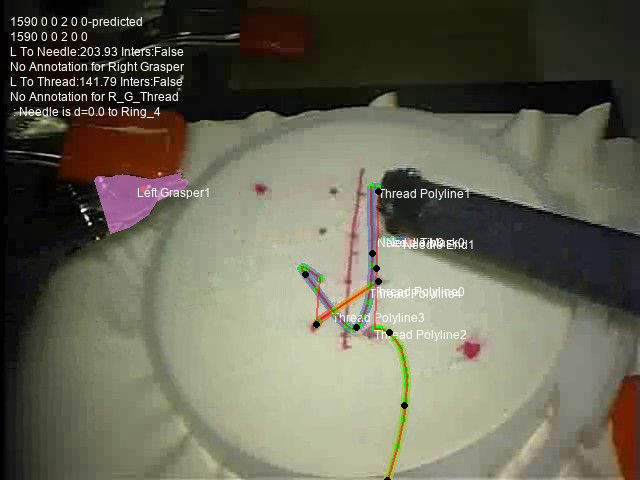 1590 0 0 2 0 0-predicted
1590 0 0 2 0 0
L To Needle:203.93 Inters:False
No Annotation for Right Grasper
L To Thread:141.79 Inters:False
No Annotation for R_G_Thread
: Needle is d=0.0 to Ring_4
Left Grasper1
Thread Polyline1
Needle End1
Thread Polyline0
Thread Polyline4
Thread Polyline3
Thread Polyline2